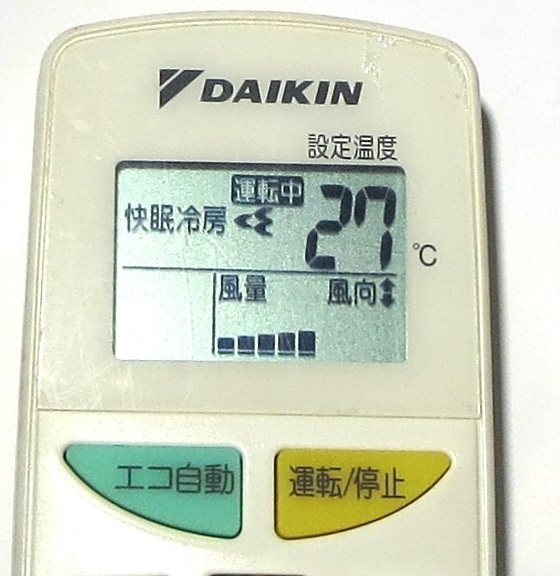 DAIKIN
設定温度
運転中
快眠冷房 27
℃
風量 風向
エコ自動 運転/停止